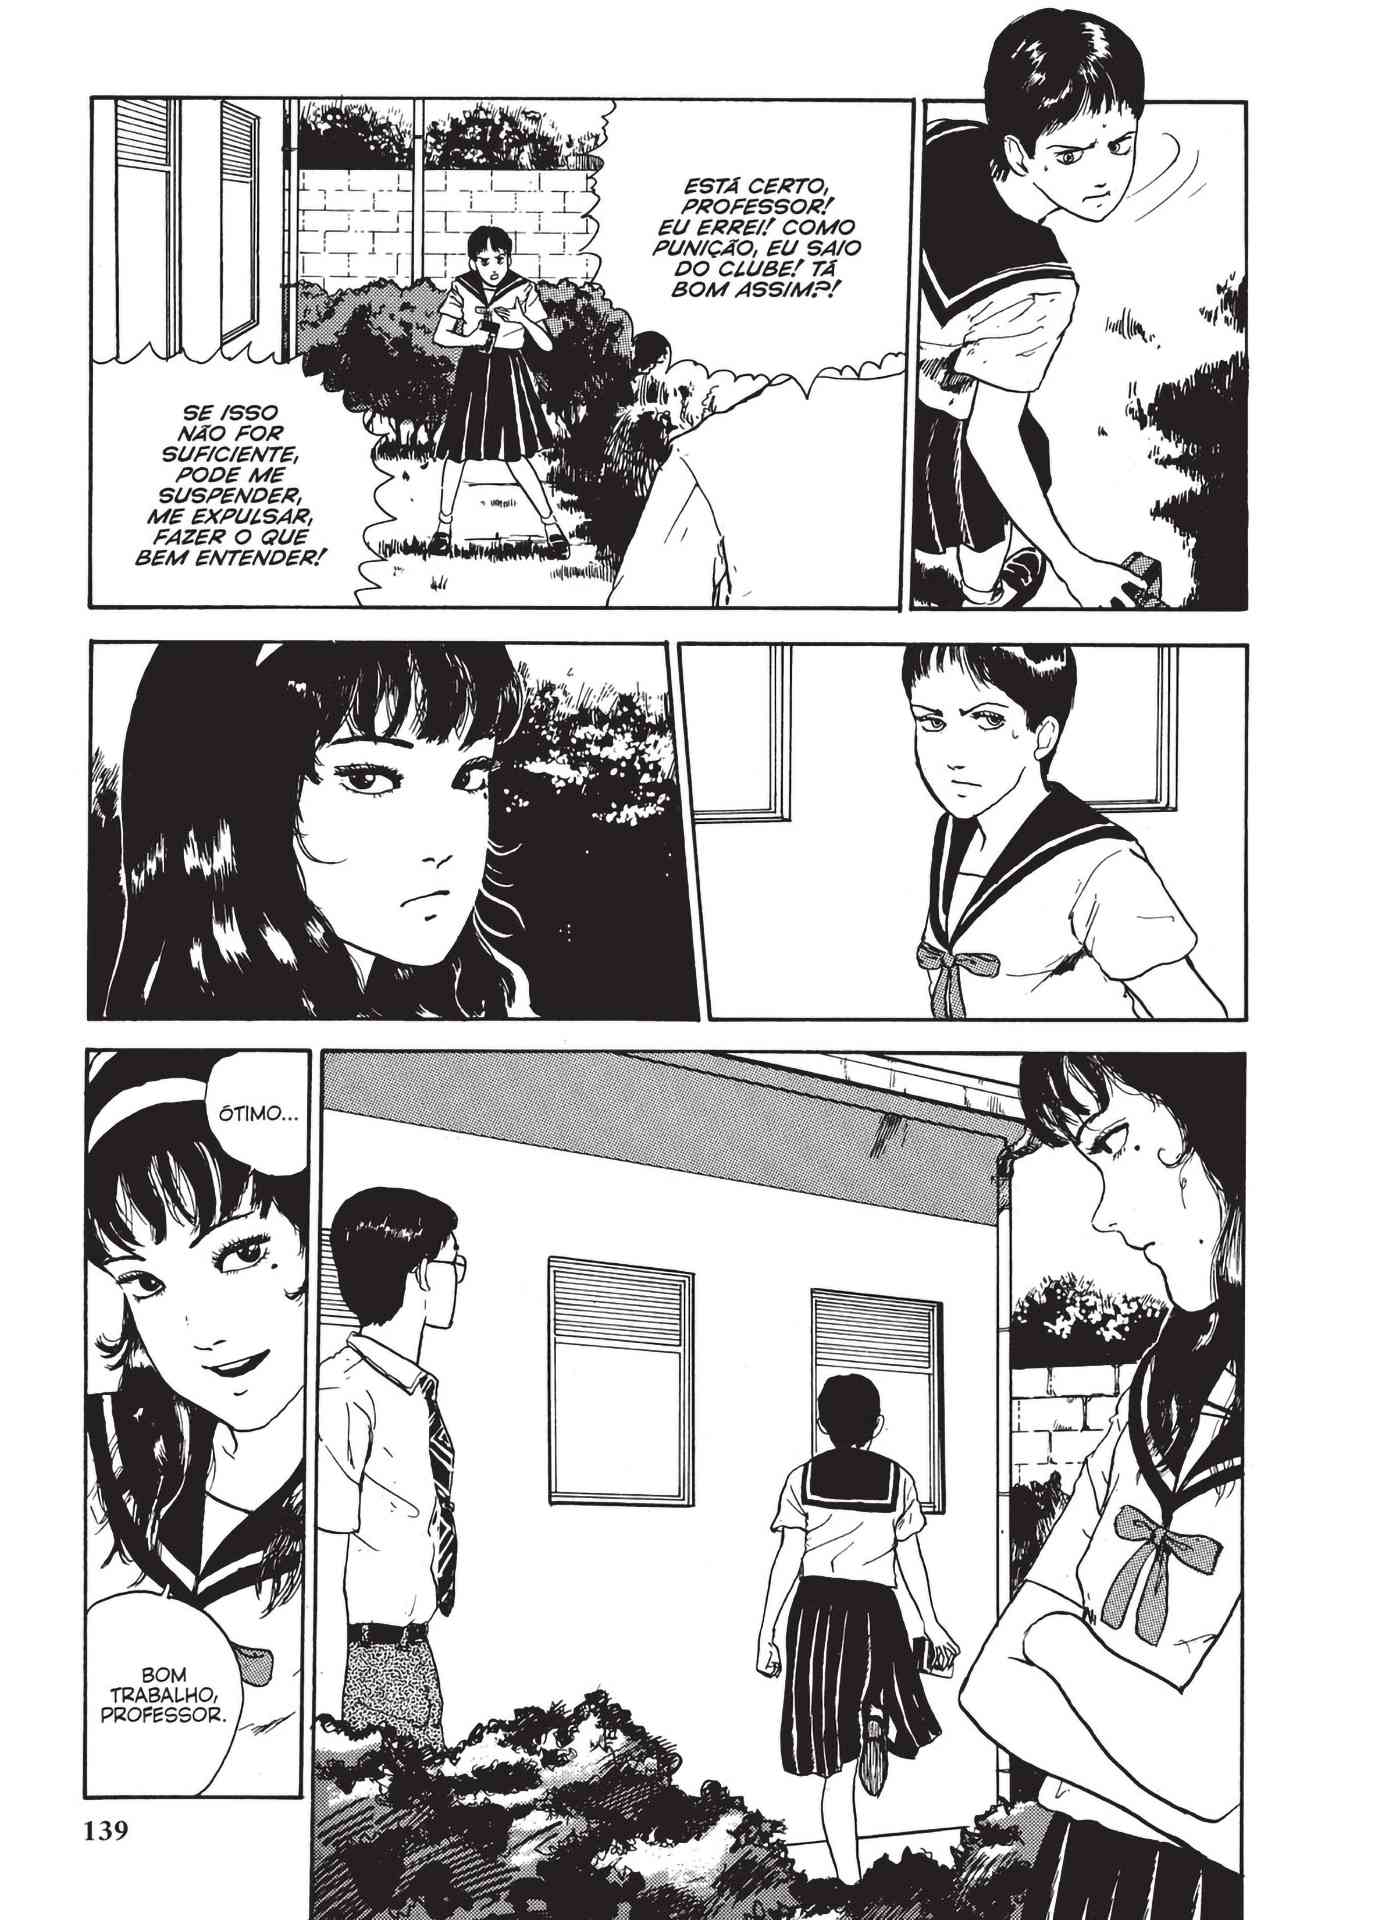 ESTÁ CERTO,
PROFESSOR!
EU ERREI! COMO
PUNIÇÃO, EU SAIO
DO CLUBE! TÁ
BOM ASSIM?!
SE ISSO
NÃO FOR
SUFICIENTE,
PODE ME
SUSPENDER,
ME EXPULSAR,
FAZER O QUE
BEM ENTENDER!
ÓTIMO...
BOM
TRABALHO,
PROFESSOR.
139